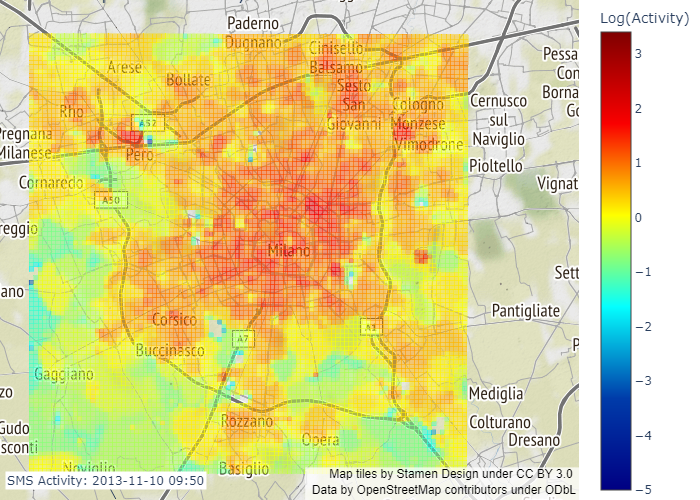 Log(Activity)
3
2
1
0
−1
−2
−3
−4
−5
Paderno
Dugnano
Cinisello
Balsamo
Arese
Bollate
Sesto
San
Giovanni
Rho
Cologno
Monzese
Cernusco
sul
Naviglio
Pessa
Con
Borna
Go
A52
Pregnana
Milanese
Pero
Vimodrone
Pioltello
Cornaredo
Vignat
A50
reggio
Milano
Sett
ano
Pantigliate
Corsico
A7
A1
Buccinasco
P
Gaggiano
zo
Mediglia
Rozzano
Colturano
Gudo
sconti
Opera
Dresano
Noviglio
Basiglio
SMS Activity: 2013-11-10 09:50
Map tiles by Stamen Design under CC BY 3.0
Data by OpenStreetMap contributors under ODbL